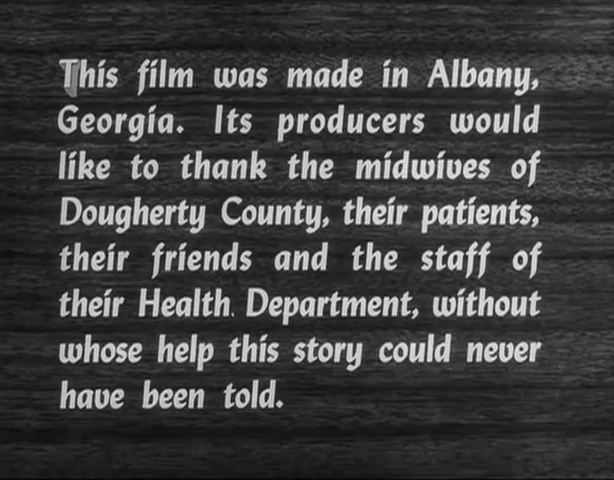 This film was made in Albany,
Georgia. Its producers would
like to thank the midwives of
Dougherty County, their patients,
their friends and the staff of
their Health Department, without
whose help this story could never
have been told.